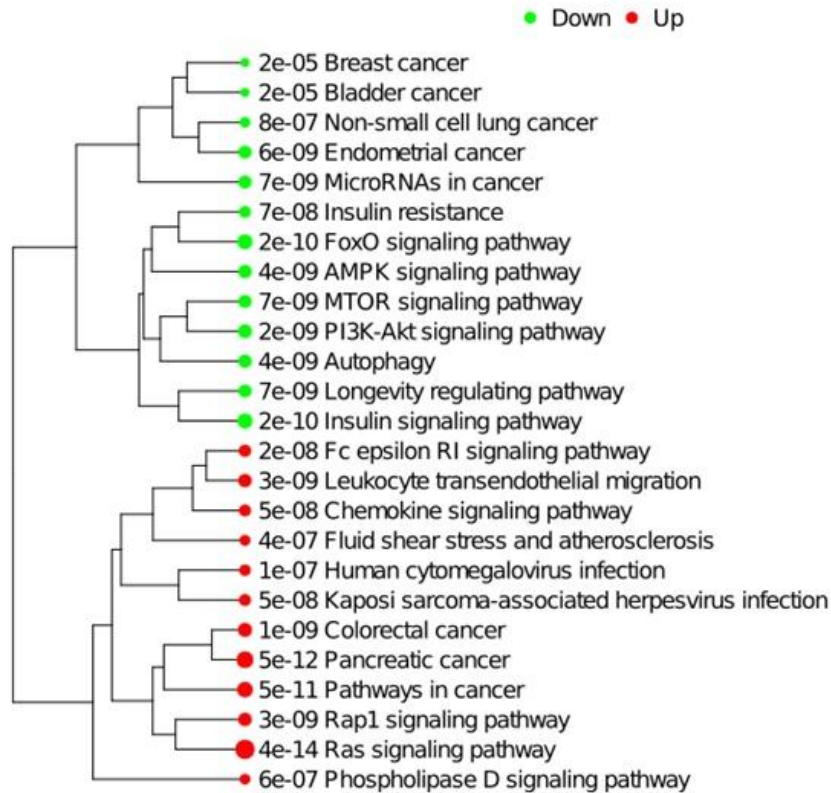 Down Up
2e-05 Breast cancer
2e-05 Bladder cancer
8e-07 Non-small cell lung cancer
6e-09 Endometrial cancer
7e-09 MicroRNAs in cancer
7e-08 Insulin resistance
2e-10 FoxO signaling pathway
4e-09 AMPK signaling pathway
7e-09 MTOR signaling pathway
2e-09 PI3K-Akt signaling pathway
4e-09 Autophagy
7e-09 Longevity regulating pathway
2e-10 Insulin signaling pathway
2e-08 Fc epsilon RI signaling pathway
3e-09 Leukocyte transendothelial migration
5e-08 Chemokine signaling pathway
4e-07 Fluid shear stress and atherosclerosis
1e-07 Human cytomegalovirus infection
5e-08 Kaposi sarcoma-associated herpesvirus infection
1e-09 Colorectal cancer
5e-12 Pancreatic cancer
5e-11 Pathways in cancer
3e-09 Rap1 signaling pathway
4e-14 Ras signaling pathway
6e-07 Phospholipase D signaling pathway